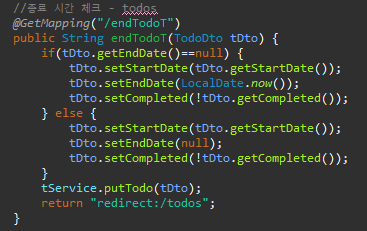 //종료 시간 체크 - todos
@GetMapping("/endTodoT")
public String endTodoT(TodoDto tDto) {
if(tDto.getEndDate()==null) {
tDto.setStartDate(tDto.getStartDate());
tDto.setEndDate(LocalDate.now());
tDto.setCompleted(!tDto.getCompleted());
} else {
tDto.setStartDate(tDto.getStartDate());
tDto.setEndDate(null);
tDto.setCompleted(!tDto.getCompleted());
}
tService.putTodo(tDto);
return "redirect:/todos";
}